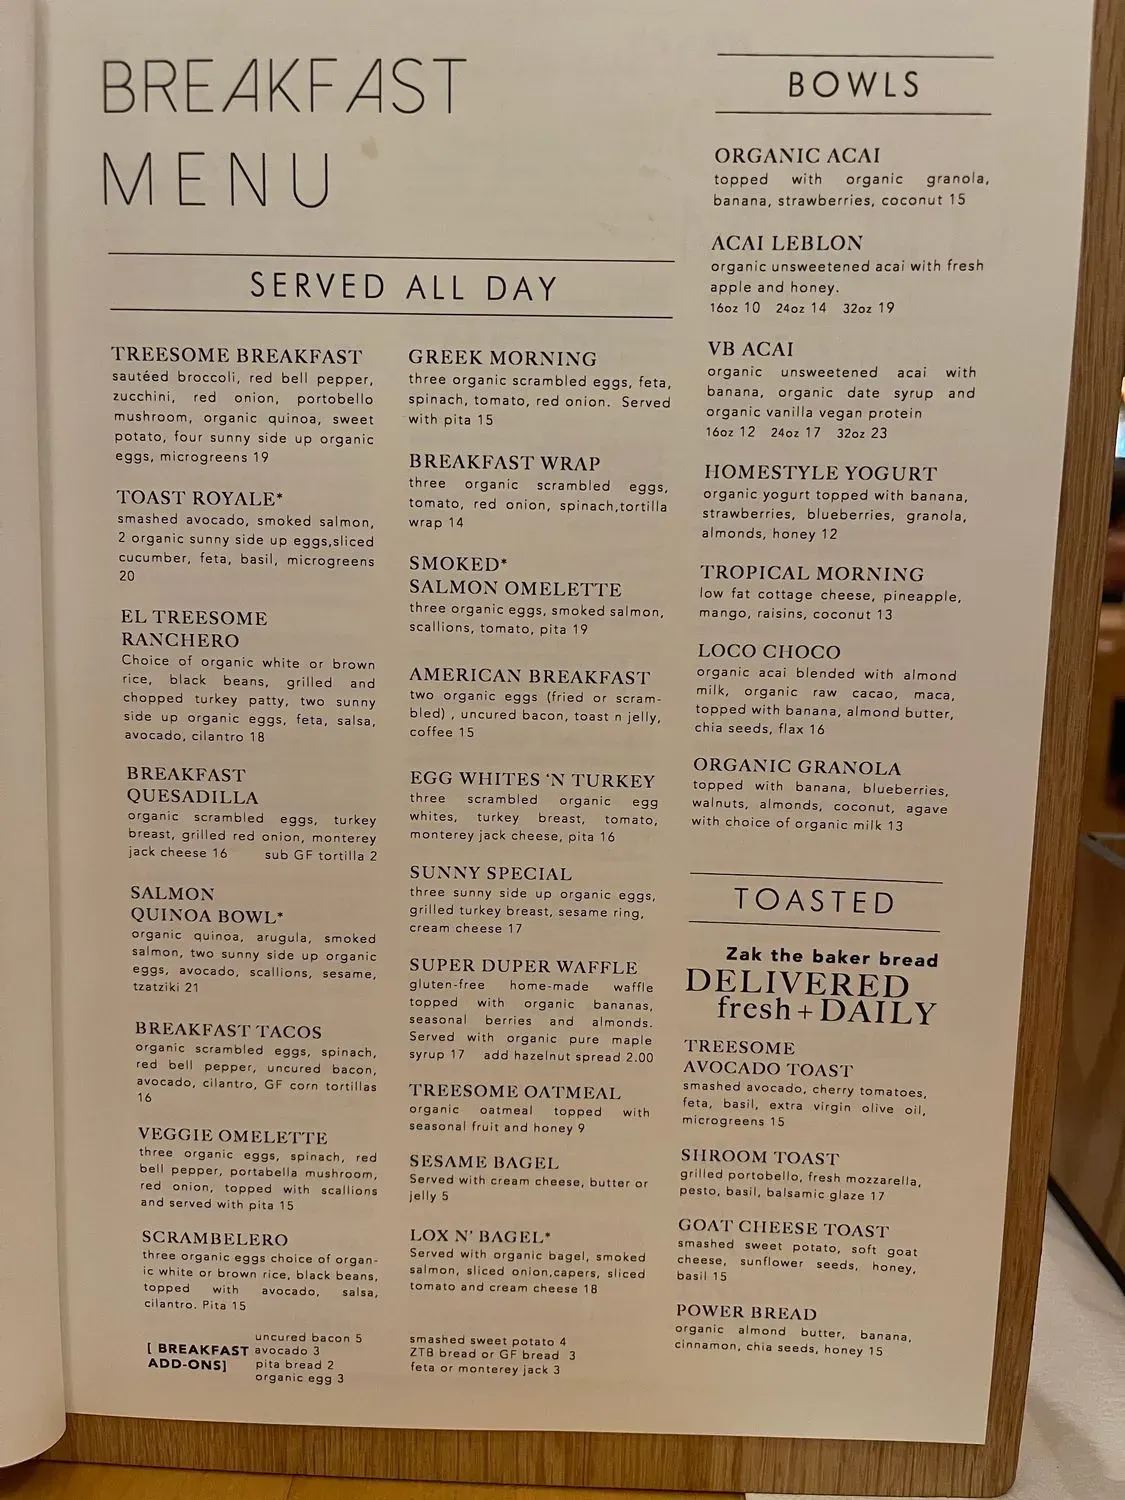 BREAKFAST
MENU
SERVED ALL DAY
TREESOME BREAKFAST
sautéed broccoli, red bell pepper,
zucchini, red onion, portobello
mushroom, organic quinoa, sweet
potato, four sunny side up organic
eggs, microgreens 19
TOAST ROYALE*
smashed avocado, smoked salmon,
2 organic sunny side up eggs,sliced
cucumber, feta, basil, microgreens
20
EL TREESOME
RANCHERO
Choice of organic white or brown
rice, black beans, grilled and
chopped turkey patty, two sunny
side up organic eggs, feta, salsa,
avocado, cilantro 18
BREAKFAST
QUESADILLA
organic scrambled eggs, turkey
breast, grilled red onion, monterey
jack cheese 16 sub GF tortilla 2
SALMON
QUINOA BOWL*
organic quinoa, arugula, smoked
salmon, two sunny side up organic
eggs, avocado, scallions, sesame,
tzatziki 21
BREAKFAST TACOS
organic scrambled eggs, spinach,
red bell pepper, uncured bacon,
avocado, cilantro, GF corn tortillas
16
VEGGIE OMELETTE
three organic eggs, spinach, red
bell pepper, portabella mushroom,
red onion, topped with scallions
and served with pita 15
SCRAMBELERO
three organic eggs choice of organ-
ic white or brown rice, black beans,
topped with avocado, salsa,
cilantro. Pita 15
GREEK MORNING
three organic scrambled eggs, feta,
spinach, tomato, red onion. Served
with pita 15
BREAKFAST WRAP
three organic scrambled eggs,
tomato, red onion, spinach,tortilla
wrap 14
SMOKED*
SALMON OMELETTE
three organic eggs, smoked salmon,
scallions, tomato, pita 19
AMERICAN BREAKFAST
two organic eggs (fried or scram-
bled) , uncured bacon, toast n jelly,
coffee 15
EGG WHITES 'N TURKEY
three scrambled organic egg
whites, turkey breast, tomato,
monterey jack cheese, pita 16
SUNNY SPECIAL
three sunny side up organic eggs,
grilled turkey breast, sesame ring,
cream cheese 17
SUPER DUPER WAFFLE
gluten-free home-made waffle
topped with organic bananas,
seasonal berries and almonds.
Served with organic pure maple
syrup 17 add hazelnut spread 2.00
TREESOME OATMEAL
organic oatmeal topped with
seasonal fruit and honey 9
SESAME BAGEL
Served with cream cheese, butter or
jelly 5
LOX N' BAGEL*
Served with organic bagel, smoked
salmon, sliced onion,capers, sliced
tomato and cream cheese 18
[ BREAKFAST
ADD-ONS]
uncured bacon 5
avocado 3
pita bread 2
organic egg 3
smashed sweet potato 4
ZTB bread or GF bread 3
feta or monterey jack 3
BOWLS
ORGANIC ACAI
topped with organic granola,
banana, strawberries, coconut 15
ACAI LEBLON
organic unsweetened acai with fresh
apple and honey.
16oz 10 24oz 14 32oz 19
VB ACAI
organic unsweetened acai with
banana, organic date syrup and
organic vanilla vegan protein
16oz 12 24oz 17 32oz 23
HOMESTYLE YOGURT
organic yogurt topped with banana,
strawberries, blueberries, granola,
almonds, honey 12
TROPICAL MORNING
low fat cottage cheese, pineapple,
mango, raisins, coconut 13
LOCO CHOCO
organic acai blended with almond
milk, organic raw cacao, maca,
topped with banana, almond butter,
chia seeds, flax 16
ORGANIC GRANOLA
topped with banana, blueberries,
walnuts, almonds, coconut, agave
with choice of organic milk 13
TOASTED
Zak the baker bread
DELIVERED
fresh + DAILY
TREESOME
AVOCADO TOAST
smashed avocado, cherry tomatoes,
feta, basil, extra virgin olive oil,
microgreens 15
SHROOM TOAST
grilled portobello, fresh mozzarella,
pesto, basil, balsamic glaze 17
GOAT CHEESE TOAST
smashed sweet potato, soft goat
cheese, sunflower seeds, honey,
basil 15
POWER BREAD
organic almond butter, banana,
cinnamon, chia seeds, honey 15